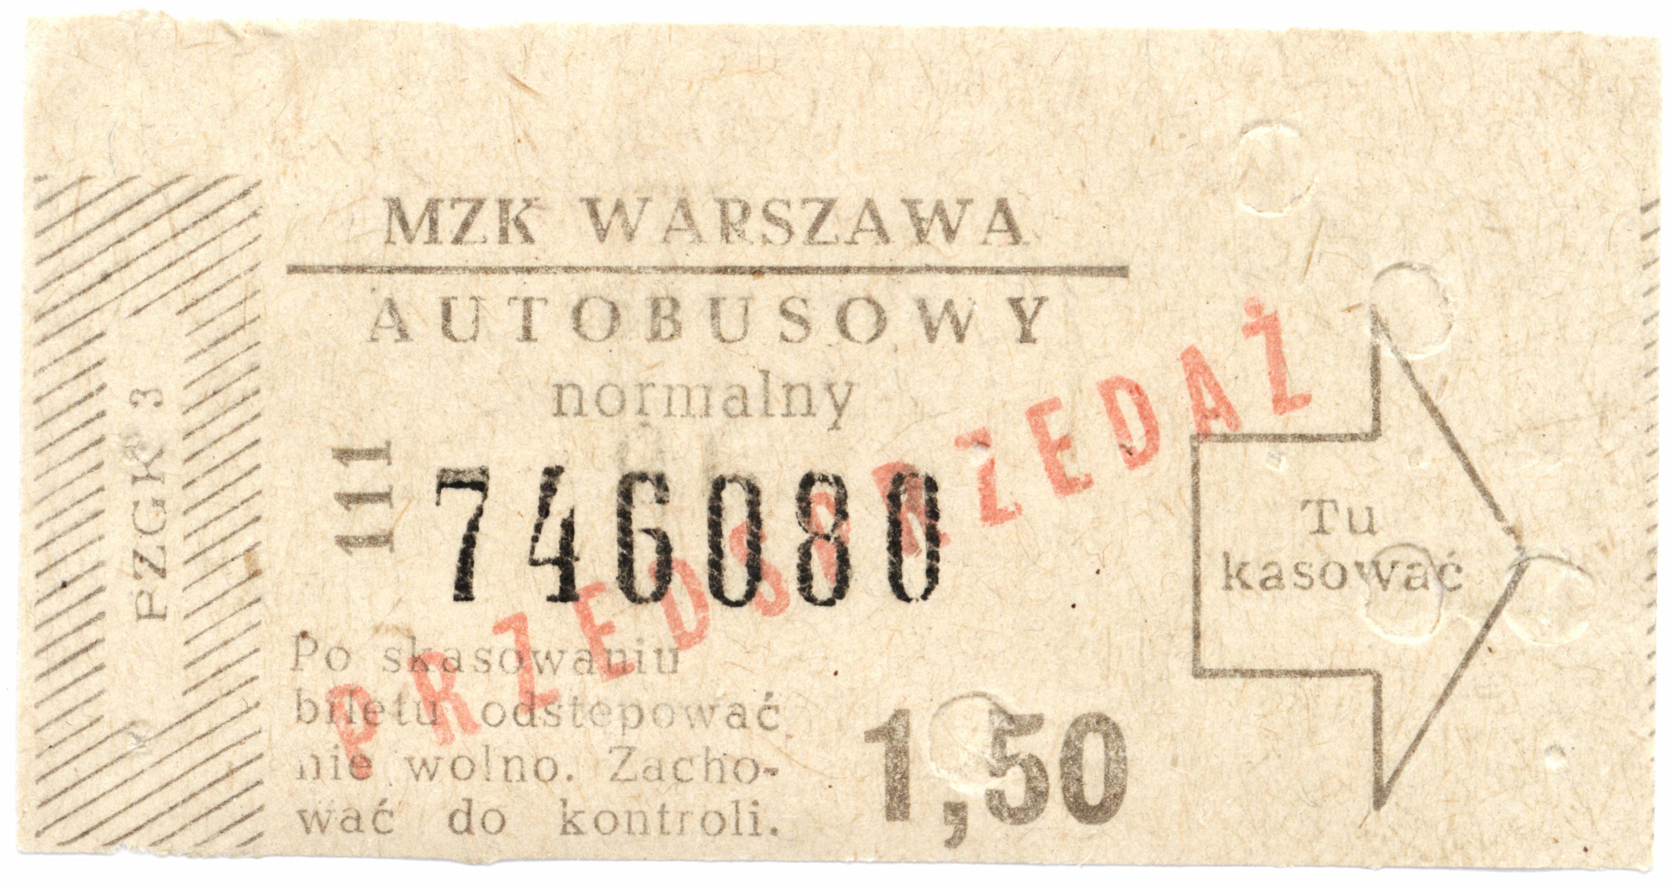 MZK WARSZAWA
AUTOBUSOWY
normalny
111
746080
PRZEDSPRZEDAŻ
PZGK 3
Po skasowaniu
biletu odstępować
nie wolno. Zacho-
wać do kontroli.
1,50
Tu
kasować